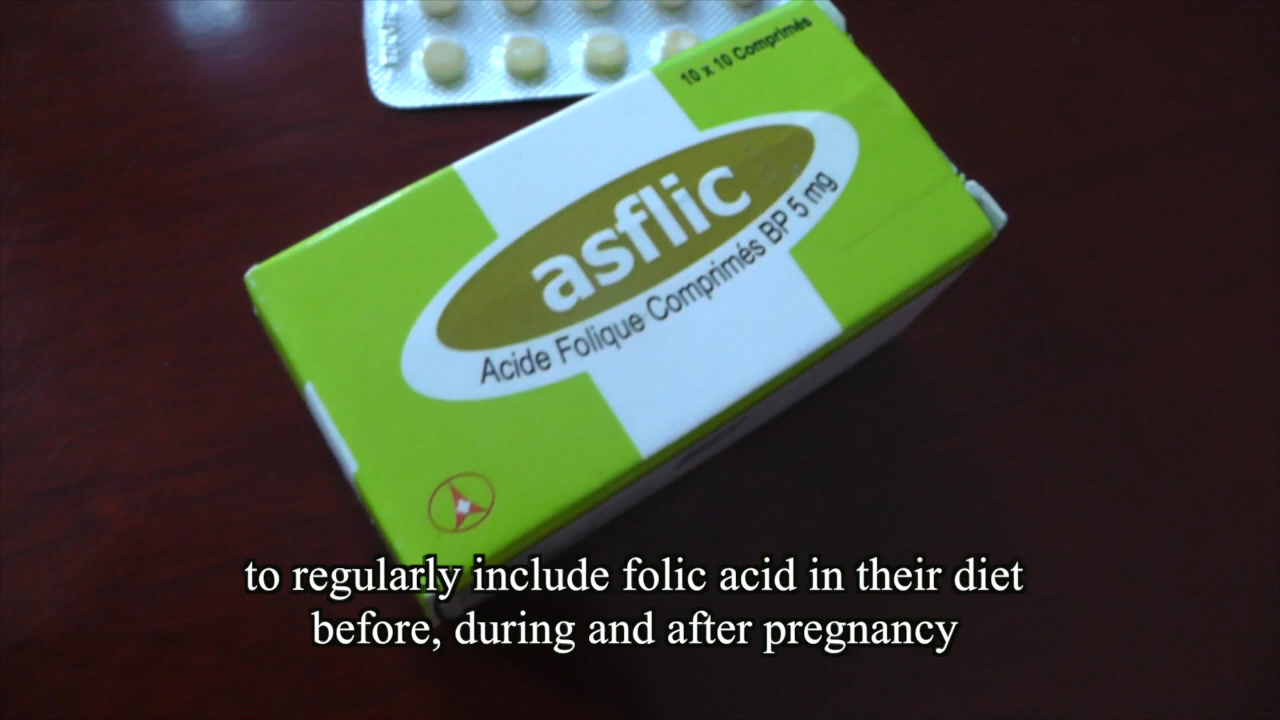 10 x 10 Comprimés
asflic
Acide Folique Comprimés BP 5 mg
to regularly include folic acid in their diet
before, during and after pregnancy